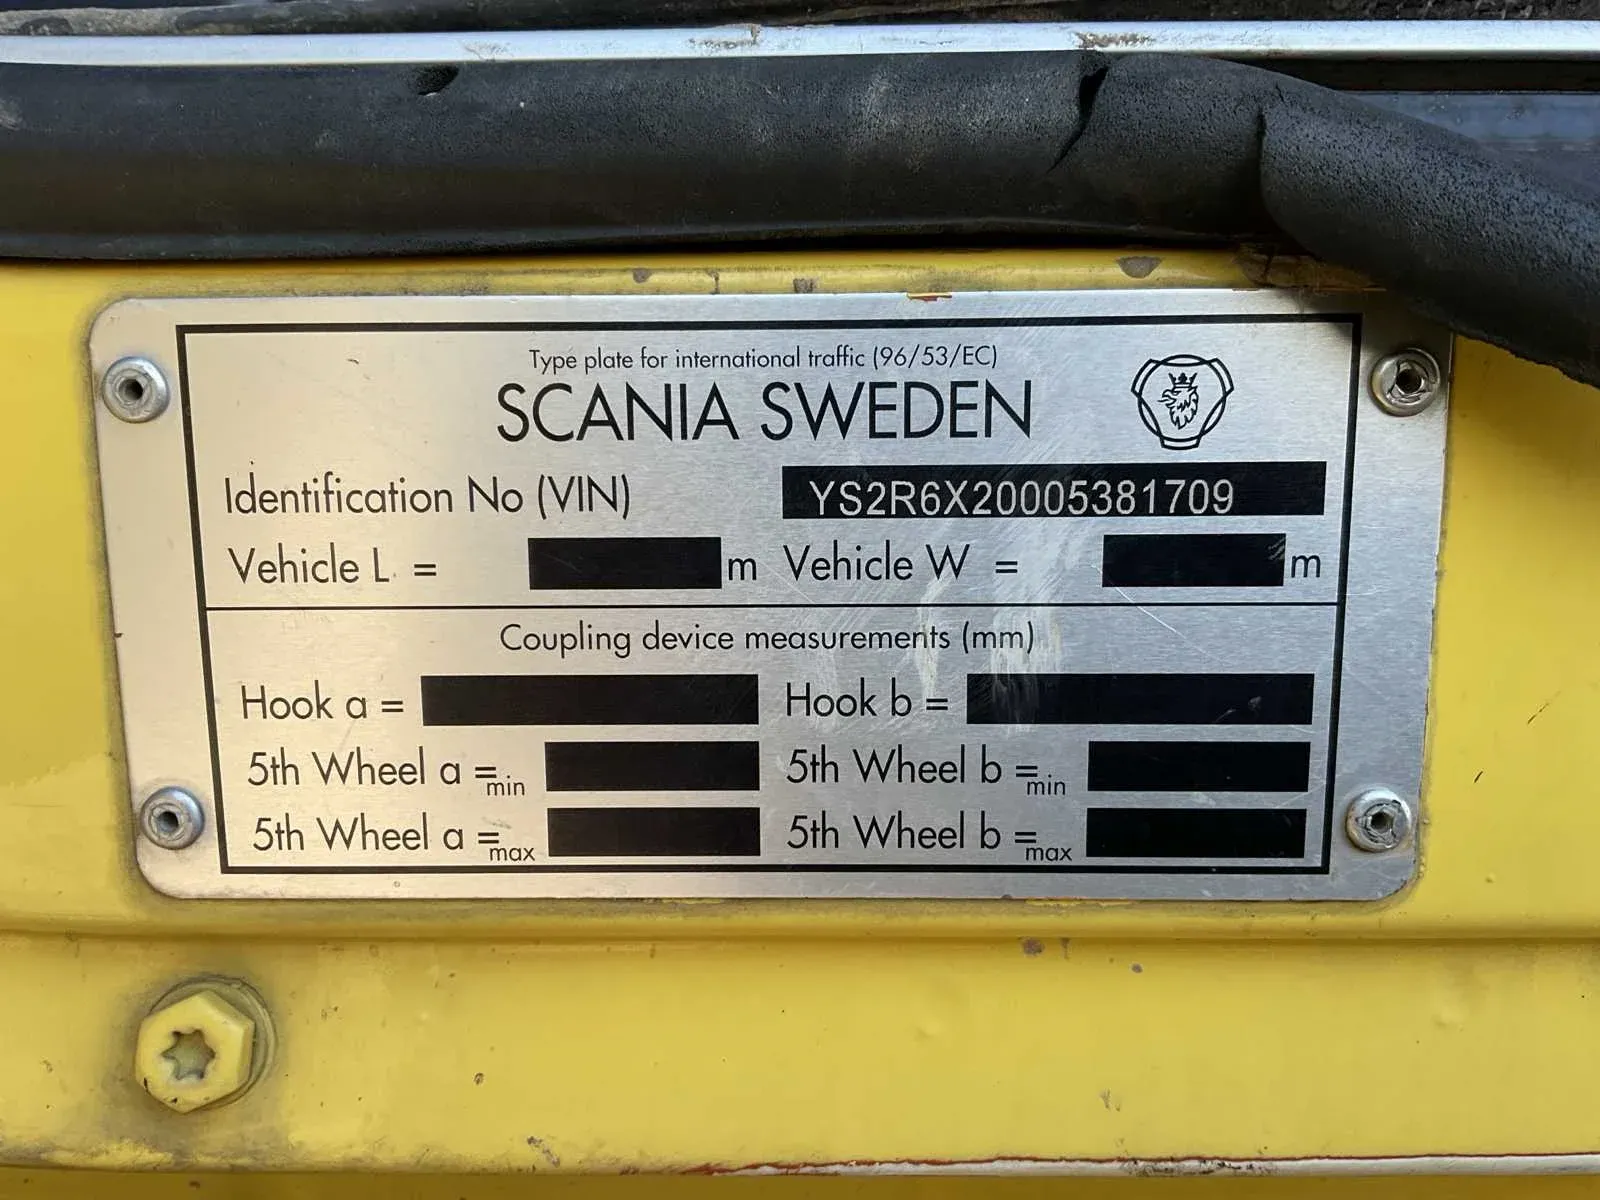 Type plate for international traffic (96/53/EC)
SCANIA SWEDEN
Identification No (VIN) YS2R6X20005381709
Vehicle L = m Vehicle W = m
Coupling device measurements (mm)
Hook a = Hook b =
5th Wheel a =min 5th Wheel b =min
5th Wheel a =max 5th Wheel b =max